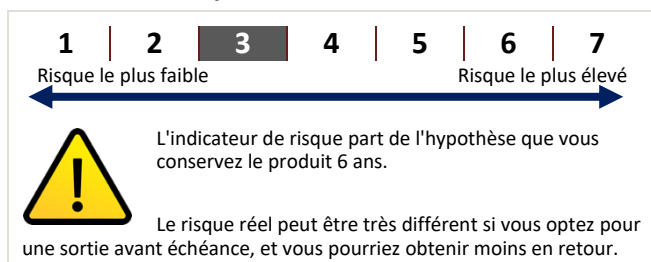 1 2 3 4 5 6 7
Risque le plus faible Risque le plus élevé
L'indicateur de risque part de l'hypothèse que vous
conservez le produit 6 ans.
Le risque réel peut être très différent si vous optez pour
une sortie avant échéance, et vous pourriez obtenir moins en retour.